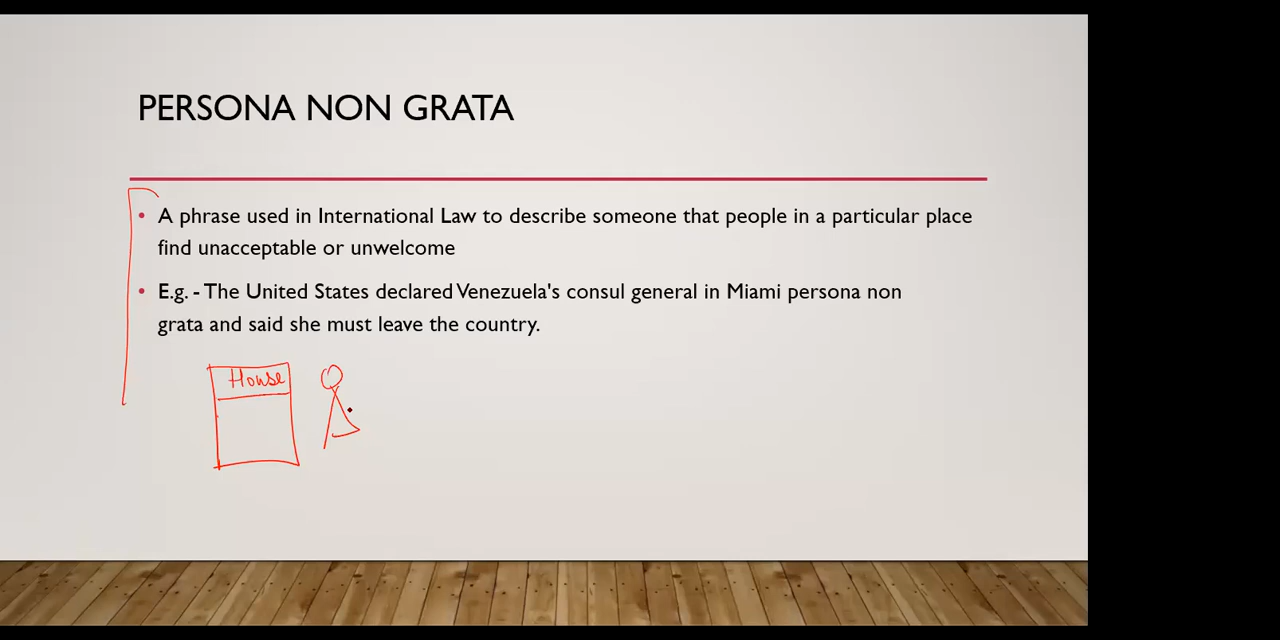 PERSONA NON GRATA
• A phrase used in International Law to describe someone that people in a particular place
find unacceptable or unwelcome
• E.g. - The United States declared Venezuela's consul general in Miami persona non
grata and said she must leave the country.
House